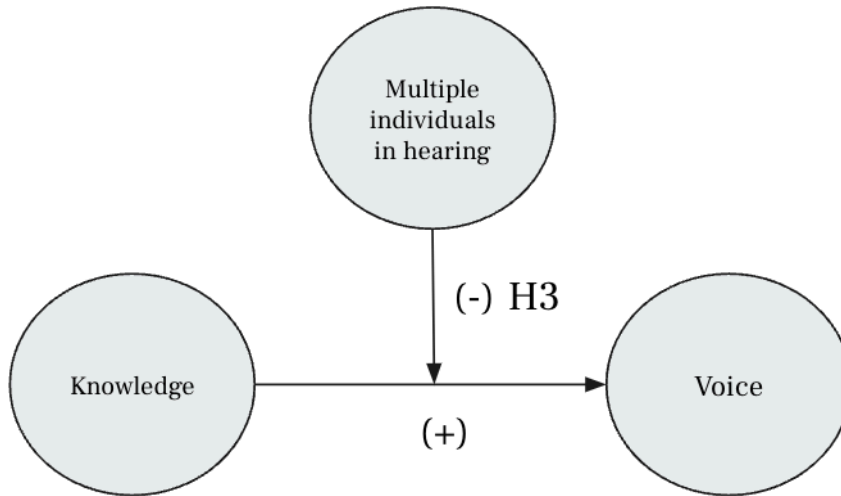 Multiple
individuals
in hearing
(-) H3
Knowledge
Voice
(+)